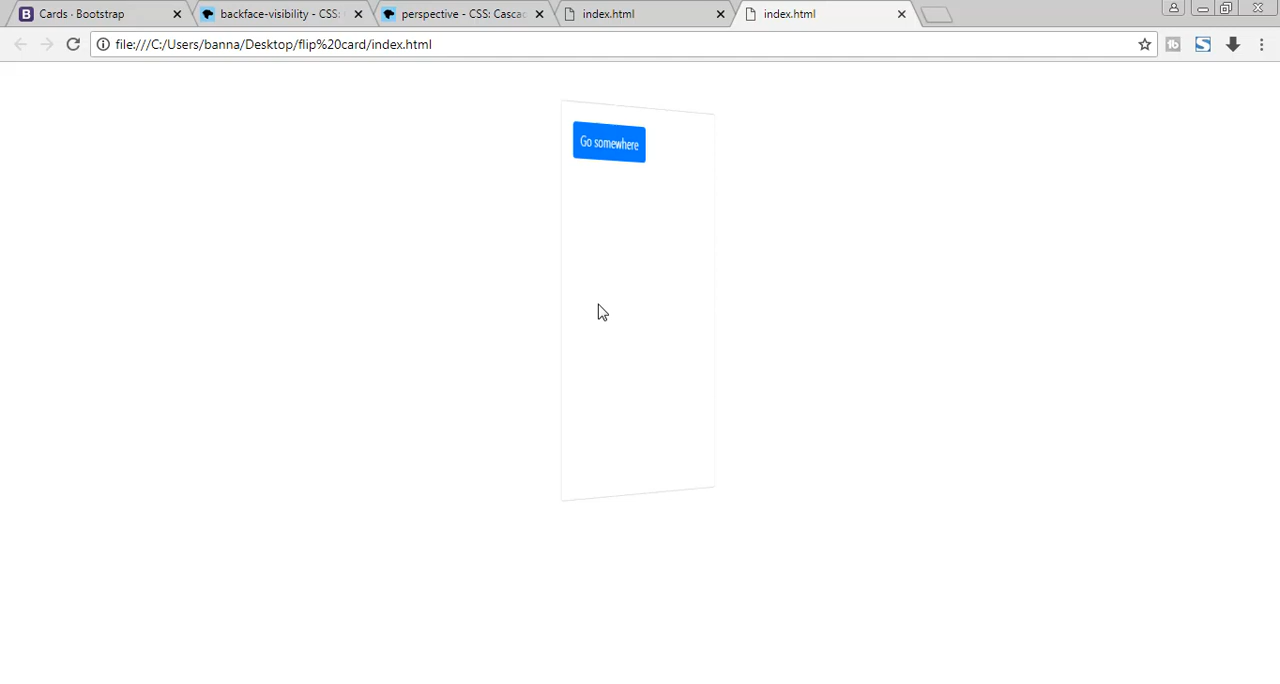 B Cards · Bootstrap
backface-visibility - CSS:
perspective - CSS: Casca
index.html
index.html
file:///C:/Users/banna/Desktop/flip%20card/index.html
Go somewhere